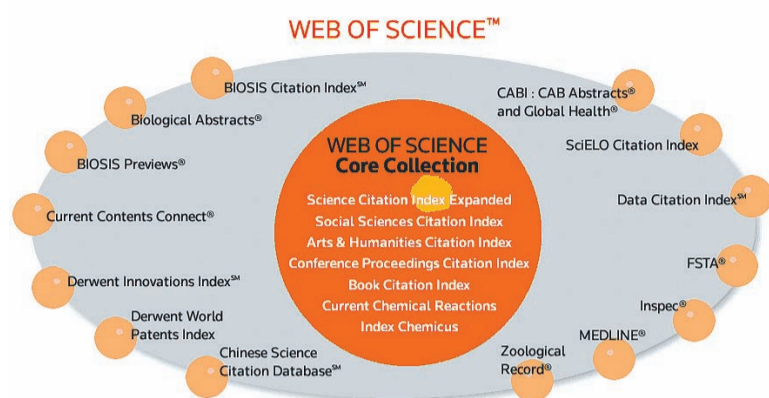 WEB OF SCIENCE™
BIOSIS Citation Index℠
Biological Abstracts®
BIOSIS Previews®
Current Contents Connect®
Derwent Innovations Index℠
Derwent World
Patents Index
Chinese Science
Citation Database℠
WEB OF SCIENCE
Core Collection
Science Citation Index Expanded
Social Sciences Citation Index
Arts & Humanities Citation Index
Conference Proceedings Citation Index
Book Citation Index
Current Chemical Reactions
Index Chemicus
CABI : CAB Abstracts®
and Global Health®
SciELO Citation Index
Data Citation Index℠
FSTA®
Inspec®
MEDLINE®
Zoological
Record®